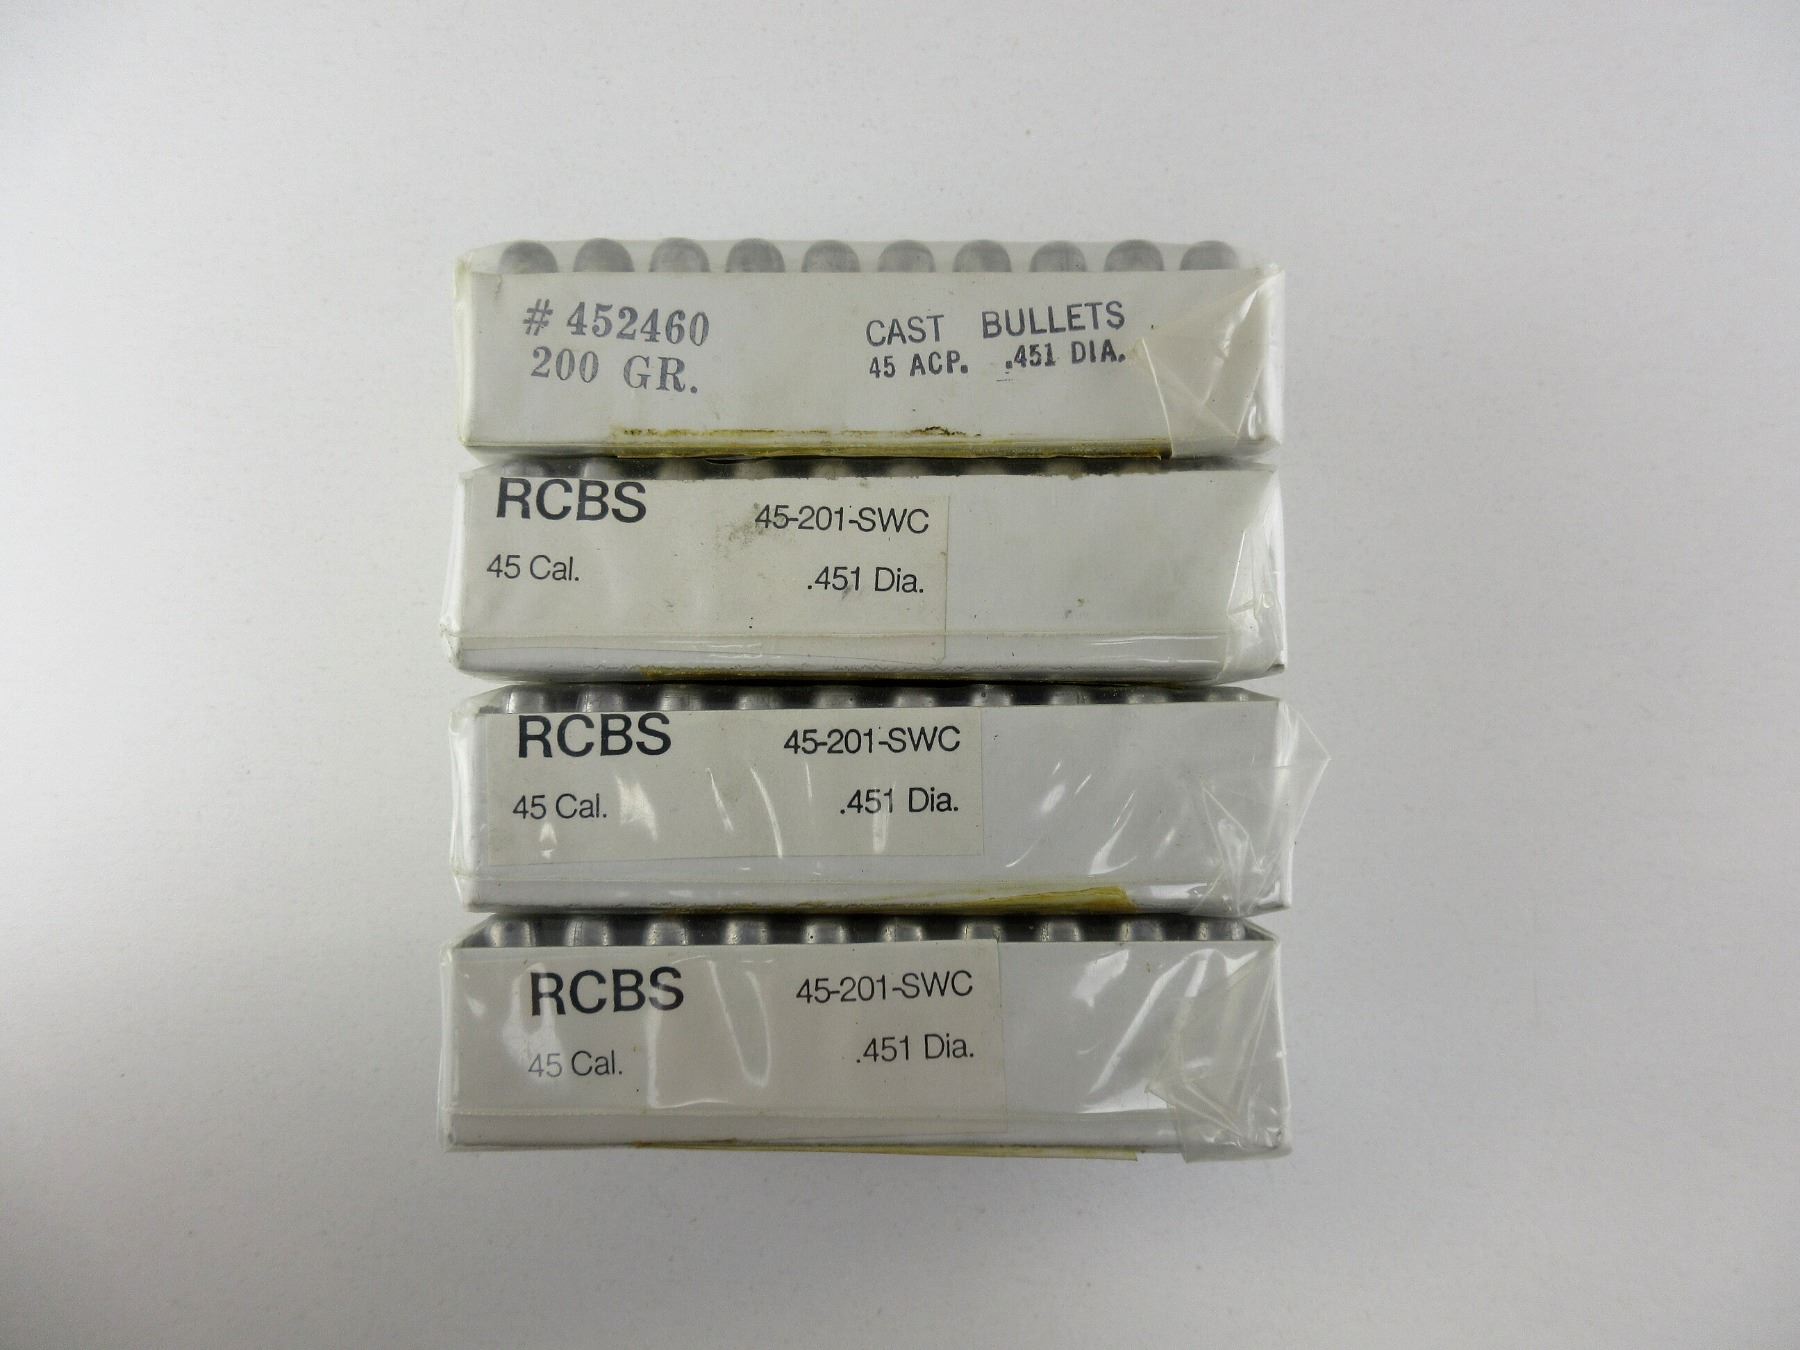 # 452460 CAST BULLETS
200 GR. 45 ACP. .451 DIA.
RCBS 45-201-SWC
45 Cal. .451 Dia.
RCBS 45-201-SWC
45 Cal. .451 Dia.
RCBS 45-201-SWC
45 Cal. .451 Dia.